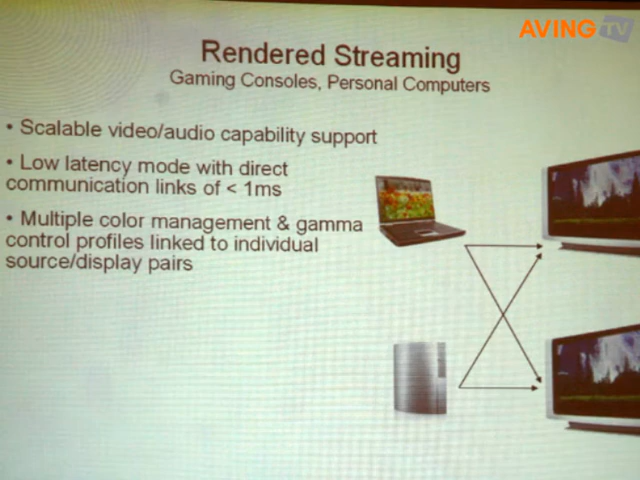 AVING TV
Rendered Streaming
Gaming Consoles, Personal Computers
• Scalable video/audio capability support
• Low latency mode with direct
communication links of < 1ms
• Multiple color management & gamma
control profiles linked to individual
source/display pairs